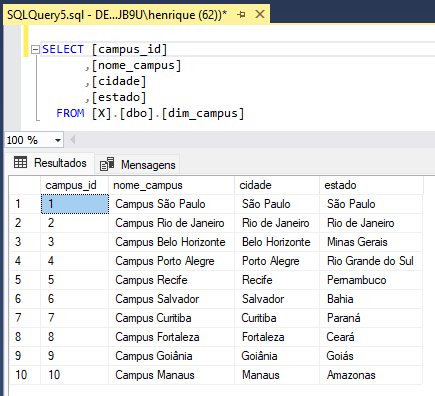 SQLQuery5.sql - DE...JB9U\henrique (62))*
SELECT [campus_id]
,[nome_campus]
,[cidade]
,[estado]
FROM [X].[dbo].[dim_campus]
100 %
Resultados Mensagens
campus_id nome_campus cidade estado
1 1 Campus São Paulo São Paulo São Paulo
2 2 Campus Rio de Janeiro Rio de Janeiro Rio de Janeiro
3 3 Campus Belo Horizonte Belo Horizonte Minas Gerais
4 4 Campus Porto Alegre Porto Alegre Rio Grande do Sul
5 5 Campus Recife Recife Pernambuco
6 6 Campus Salvador Salvador Bahia
7 7 Campus Curitiba Curitiba Paraná
8 8 Campus Fortaleza Fortaleza Ceará
9 9 Campus Goiânia Goiânia Goiás
10 10 Campus Manaus Manaus Amazonas